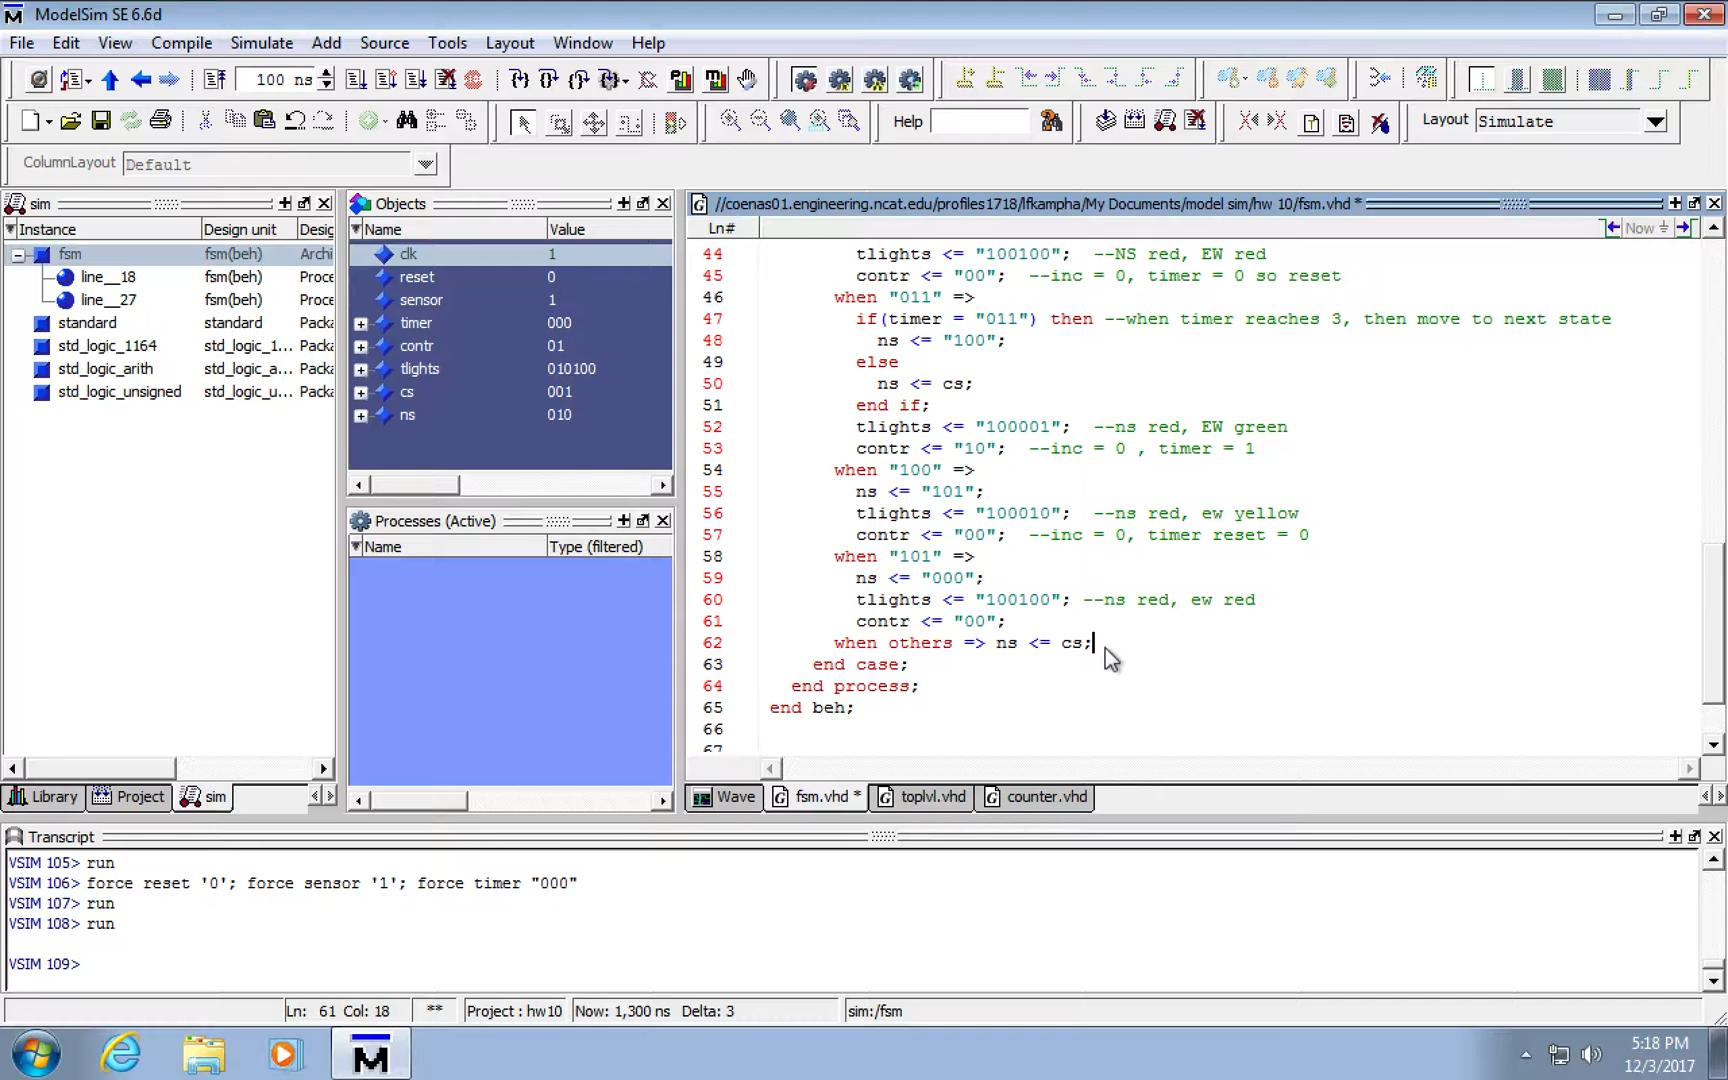 ModelSim SE 6.6d
File Edit View Compile Simulate Add Source Tools Layout Window Help
100 ns
Help
Layout Simulate
ColumnLayout Default
sim
Instance Design unit Desig
fsm fsm(beh) Archi
line__18 fsm(beh) Proce
line__27 fsm(beh) Proce
standard standard Packa
std_logic_1164 std_logic_1... Packa
std_logic_arith std_logic_a... Packa
std_logic_unsigned std_logic_u... Packa
Library Project sim
Objects
Name Value
clk 1
reset 0
sensor 1
timer 000
contr 01
tlights 010100
cs 001
ns 010
Processes (Active)
Name Type (filtered)
//coenas01.engineering.ncat.edu/profiles1718/lfkampha/My Documents/model sim/hw 10/fsm.vhd *
Ln# Now
44 tlights <= "100100"; --NS red, EW red
45 contr <= "00"; --inc = 0, timer = 0 so reset
46 when "011" =>
47 if(timer = "011") then --when timer reaches 3, then move to next state
48 ns <= "100";
49 else
50 ns <= cs;
51 end if;
52 tlights <= "100001"; --ns red, EW green
53 contr <= "10"; --inc = 0 , timer = 1
54 when "100" =>
55 ns <= "101";
56 tlights <= "100010"; --ns red, ew yellow
57 contr <= "00"; --inc = 0, timer reset = 0
58 when "101" =>
59 ns <= "000";
60 tlights <= "100100"; --ns red, ew red
61 contr <= "00";
62 when others => ns <= cs;
63 end case;
64 end process;
65 end beh;
66
67
Wave fsm.vhd * toplvl.vhd counter.vhd
Transcript
VSIM 105> run
VSIM 106> force reset '0'; force sensor '1'; force timer "000"
VSIM 107> run
VSIM 108> run
VSIM 109>
Ln: 61 Col: 18 ** Project : hw10 Now: 1,300 ns Delta: 3 sim:/fsm
5:18 PM
12/3/2017